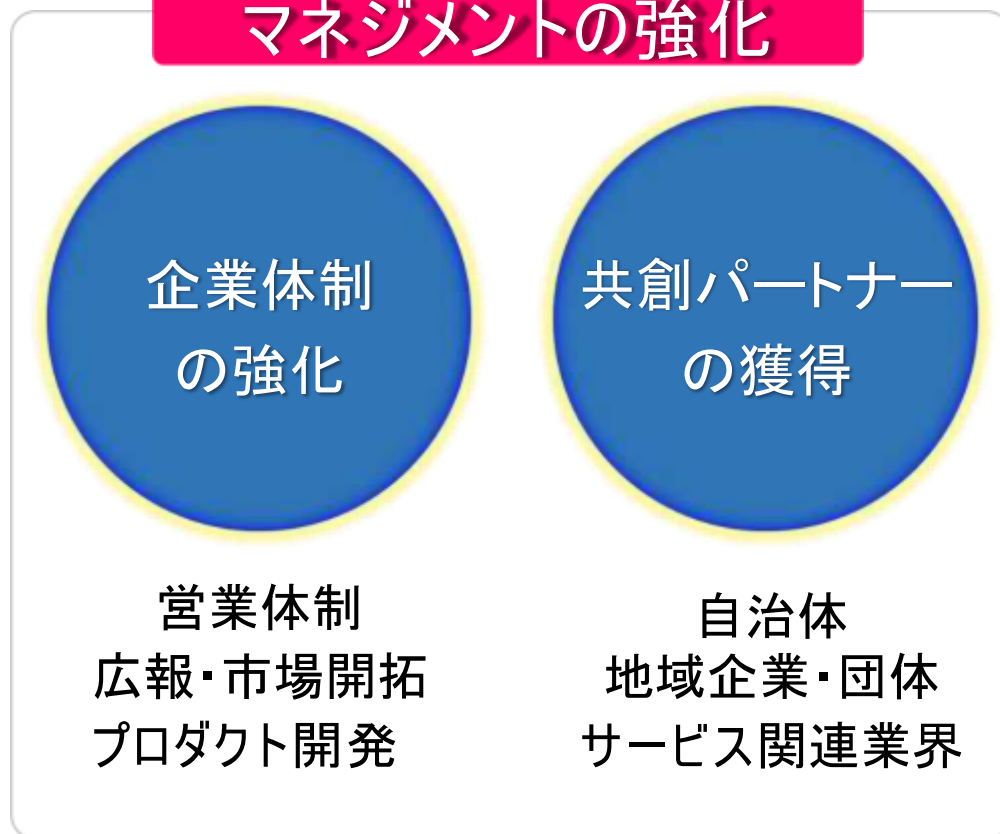 マネジメントの強化
企業体制
の強化
共創パートナー
の獲得
営業体制
広報・市場開拓
プロダクト開発
自治体
地域企業・団体
サービス関連業界